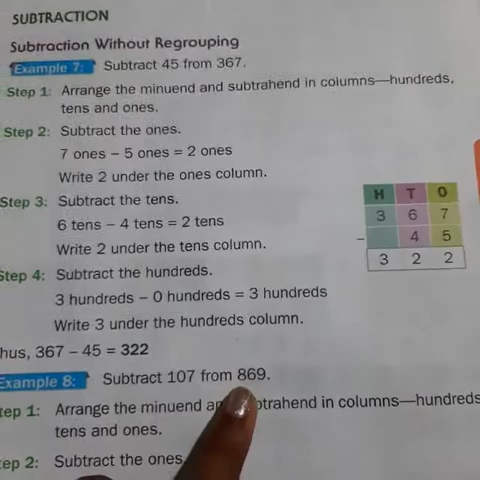 SUBTRACTION
Subtraction Without Regrouping
Example 7: Subtract 45 from 367.
Step 1: Arrange the minuend and subtrahend in columns—hundreds,
tens and ones.
Step 2: Subtract the ones.
7 ones – 5 ones = 2 ones
Write 2 under the ones column.
Step 3: Subtract the tens.
6 tens – 4 tens = 2 tens
Write 2 under the tens column.
Step 4: Subtract the hundreds.
3 hundreds – 0 hundreds = 3 hundreds
Write 3 under the hundreds column.
hus, 367 – 45 = 322
H T O
3 6 7
– 4 5
3 2 2
Example 8: Subtract 107 from 869.
tep 1: Arrange the minuend a otrahend in columns—hundreds
tens and ones.
tep 2: Subtract the ones